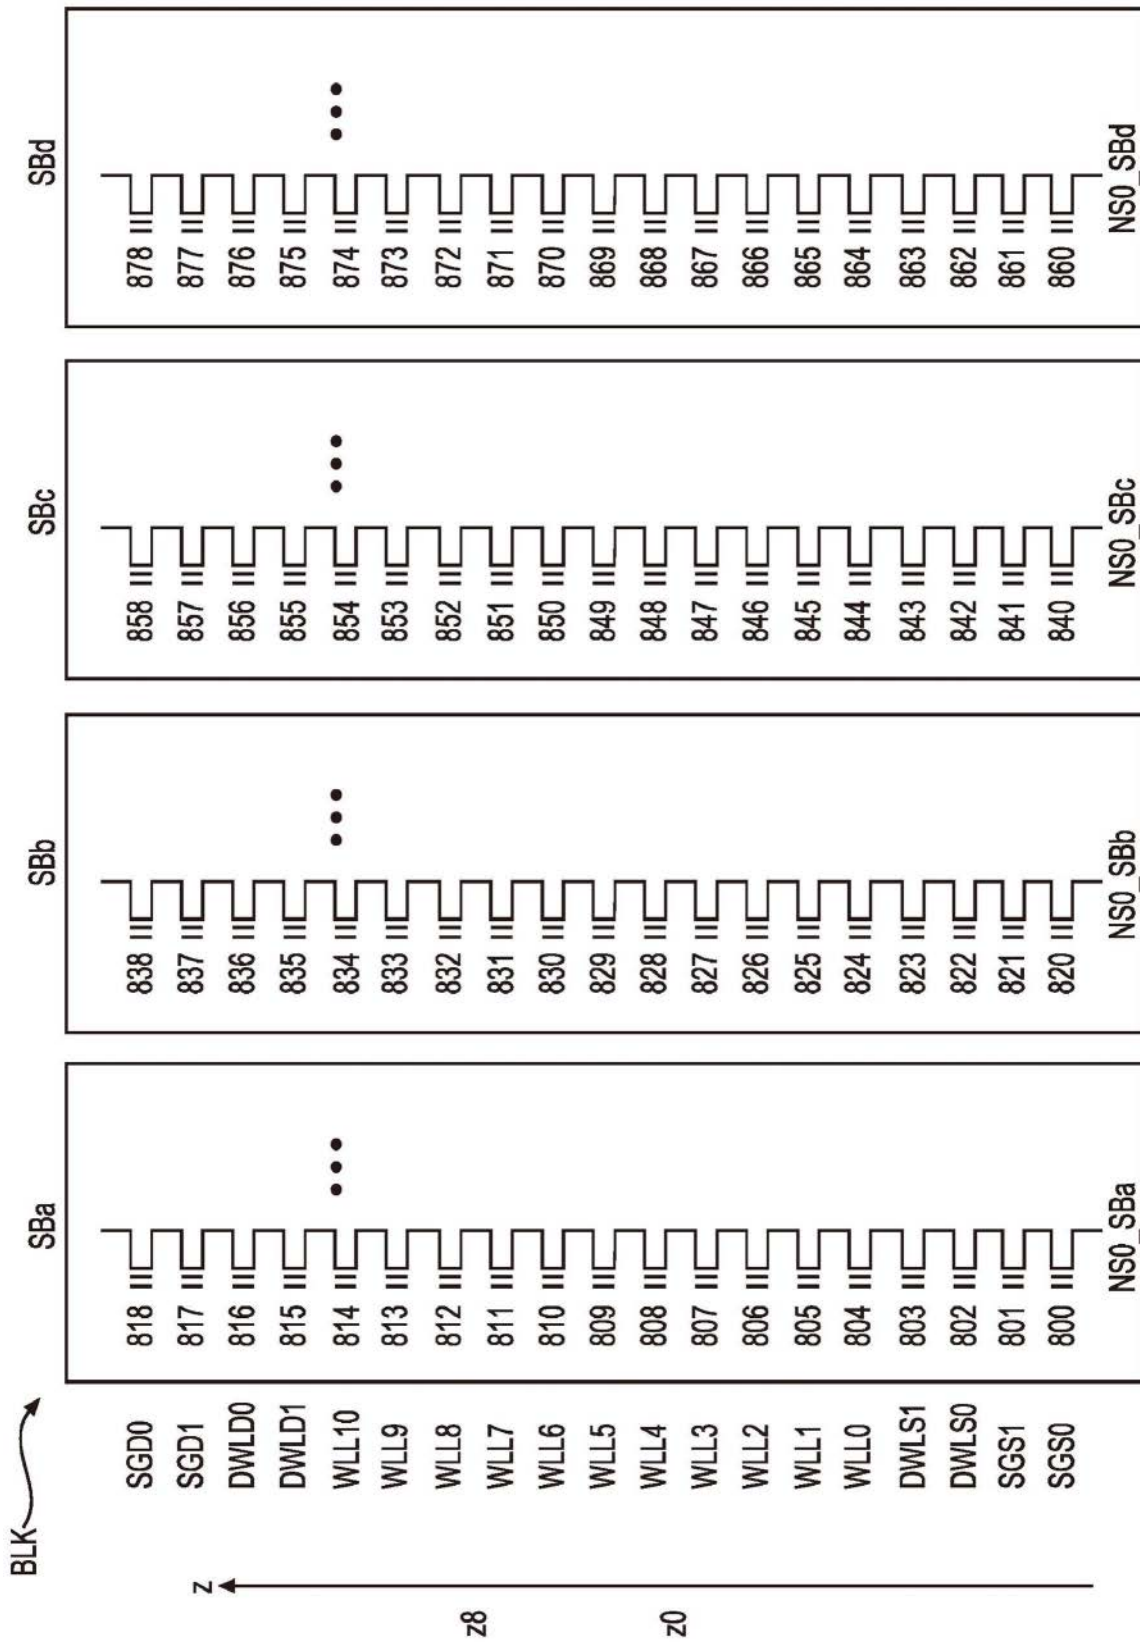 BLK
SBa SBb SBc SBd
SGD0 818 838 858 878
z
SGD1 817 837 857 877
DWLD0 816 836 856 876
DWLD1 815 835 855 875
WLL10 814 834 854 874
WLL9 813 833 853 873
WLL8 812 832 852 872
z8
WLL7 811 831 851 871
WLL6 810 830 850 870
WLL5 809 829 849 869
WLL4 808 828 848 868
z0
WLL3 807 827 847 867
WLL2 806 826 846 866
WLL1 805 825 845 865
WLL0 804 824 844 864
DWLS1 803 823 843 863
DWLS0 802 822 842 862
SGS1 801 821 841 861
SGS0 800 820 840 860
NS0_SBa NS0_SBb NS0_SBc NS0_SBd